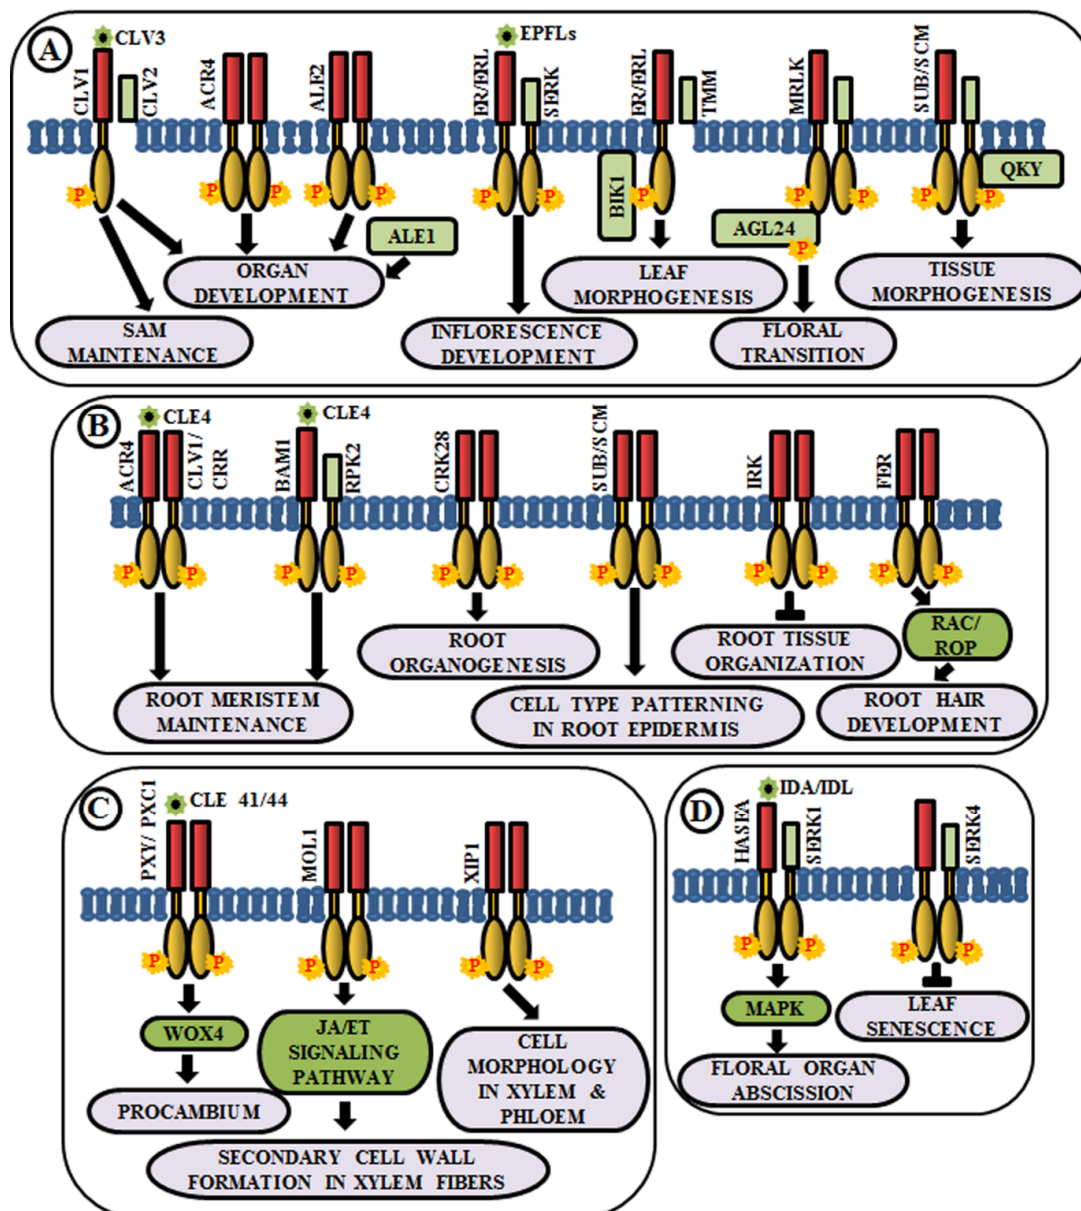 A
CLV3
CLV1
CLV2
ACR4
ALE2
EPFLs
ER/ERL
SERK
ER/ERL
TMM
MRLK
SUB/SCM
P
P
P
P
P
P
P
BIK1
P
P
P
P
P
QKY
ALE1
AGL24
P
ORGAN
DEVELOPMENT
LEAF
MORPHOGENESIS
TISSUE
MORPHOGENESIS
SAM
MAINTENANCE
INFLORESCENCE
DEVELOPMENT
FLORAL
TRANSITION
B
CLE4
CLE4
ACR4
CLV1/
CRR
BAM1
RPK2
CRK28
SUB/SCM
IRK
FER
P
P
P
P
P
P
P
P
P
P
P
P
RAC/
ROP
ROOT
ORGANOGENESIS
ROOT TISSUE
ORGANIZATION
ROOT MERISTEM
MAINTENANCE
CELL TYPE PATTERNING
IN ROOT EPIDERMIS
ROOT HAIR
DEVELOPMENT
C
CLE 41/44
PXY/ PXC1
MOL1
XIP1
P
P
P
P
P
P
WOX4
JA/ET
SIGNALING
PATHWAY
CELL
MORPHOLOGY
IN XYLEM &
PHLOEM
PROCAMBIUM
SECONDARY CELL WALL
FORMATION IN XYLEM FIBERS
D
IDA/IDL
HASEA
SERK1
SERK4
P
P
P
P
MAPK
LEAF
SENESCENCE
FLORAL ORGAN
ABSCISSION